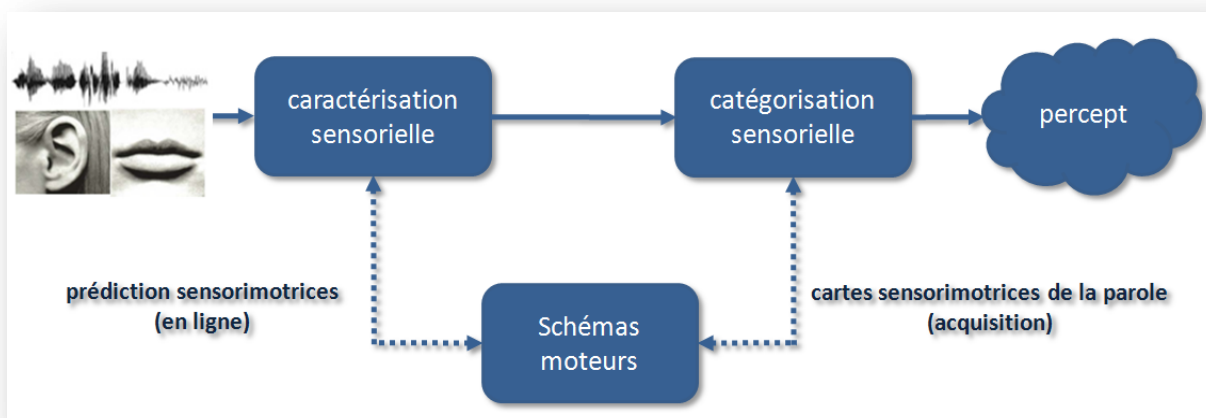 caractérisation
sensorielle
catégorisation
sensorielle
percept
prédiction sensorimotrices
(en ligne)
Schémas
moteurs
cartes sensorimotrices de la parole
(acquisition)